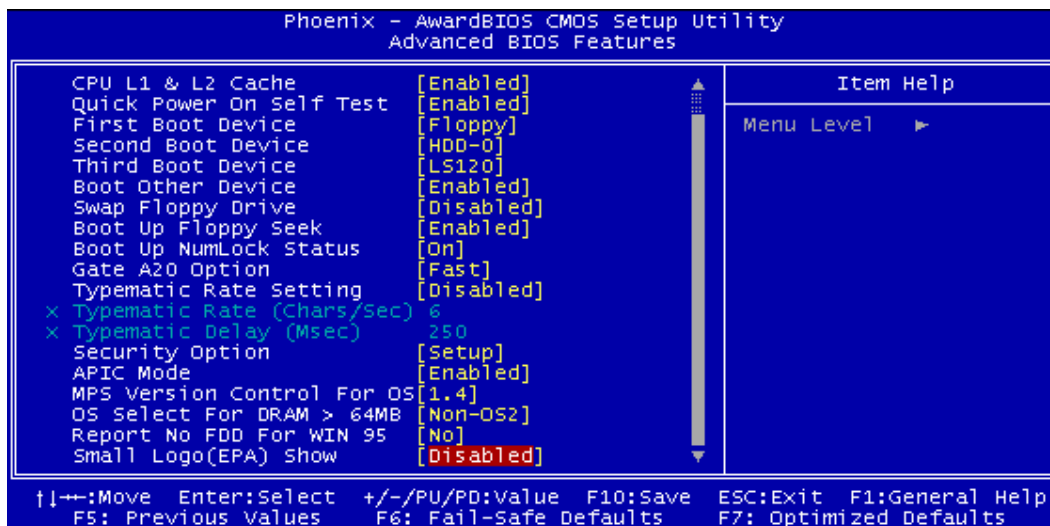 Phoenix - AwardBIOS CMOS Setup Utility
Advanced BIOS Features
CPU L1 & L2 Cache [Enabled]
Quick Power On Self Test [Enabled]
First Boot Device [Floppy]
Second Boot Device [HDD-0]
Third Boot Device [LS120]
Boot Other Device [Enabled]
Swap Floppy Drive [Disabled]
Boot Up Floppy Seek [Enabled]
Boot Up NumLock Status [On]
Gate A20 Option [Fast]
Typematic Rate Setting [Disabled]
x Typematic Rate (Chars/Sec) 6
x Typematic Delay (Msec) 250
Security Option [Setup]
APIC Mode [Enabled]
MPS Version Control For OS[1.4]
OS Select For DRAM > 64MB [Non-OS2]
Report No FDD For WIN 95 [No]
Small Logo(EPA) Show [Disabled]
Item Help
Menu Level ►
↑↓→←:Move Enter:Select +/-/PU/PD:Value F10:Save ESC:Exit F1:General Help
F5: Previous Values F6: Fail-Safe Defaults F7: Optimized Defaults